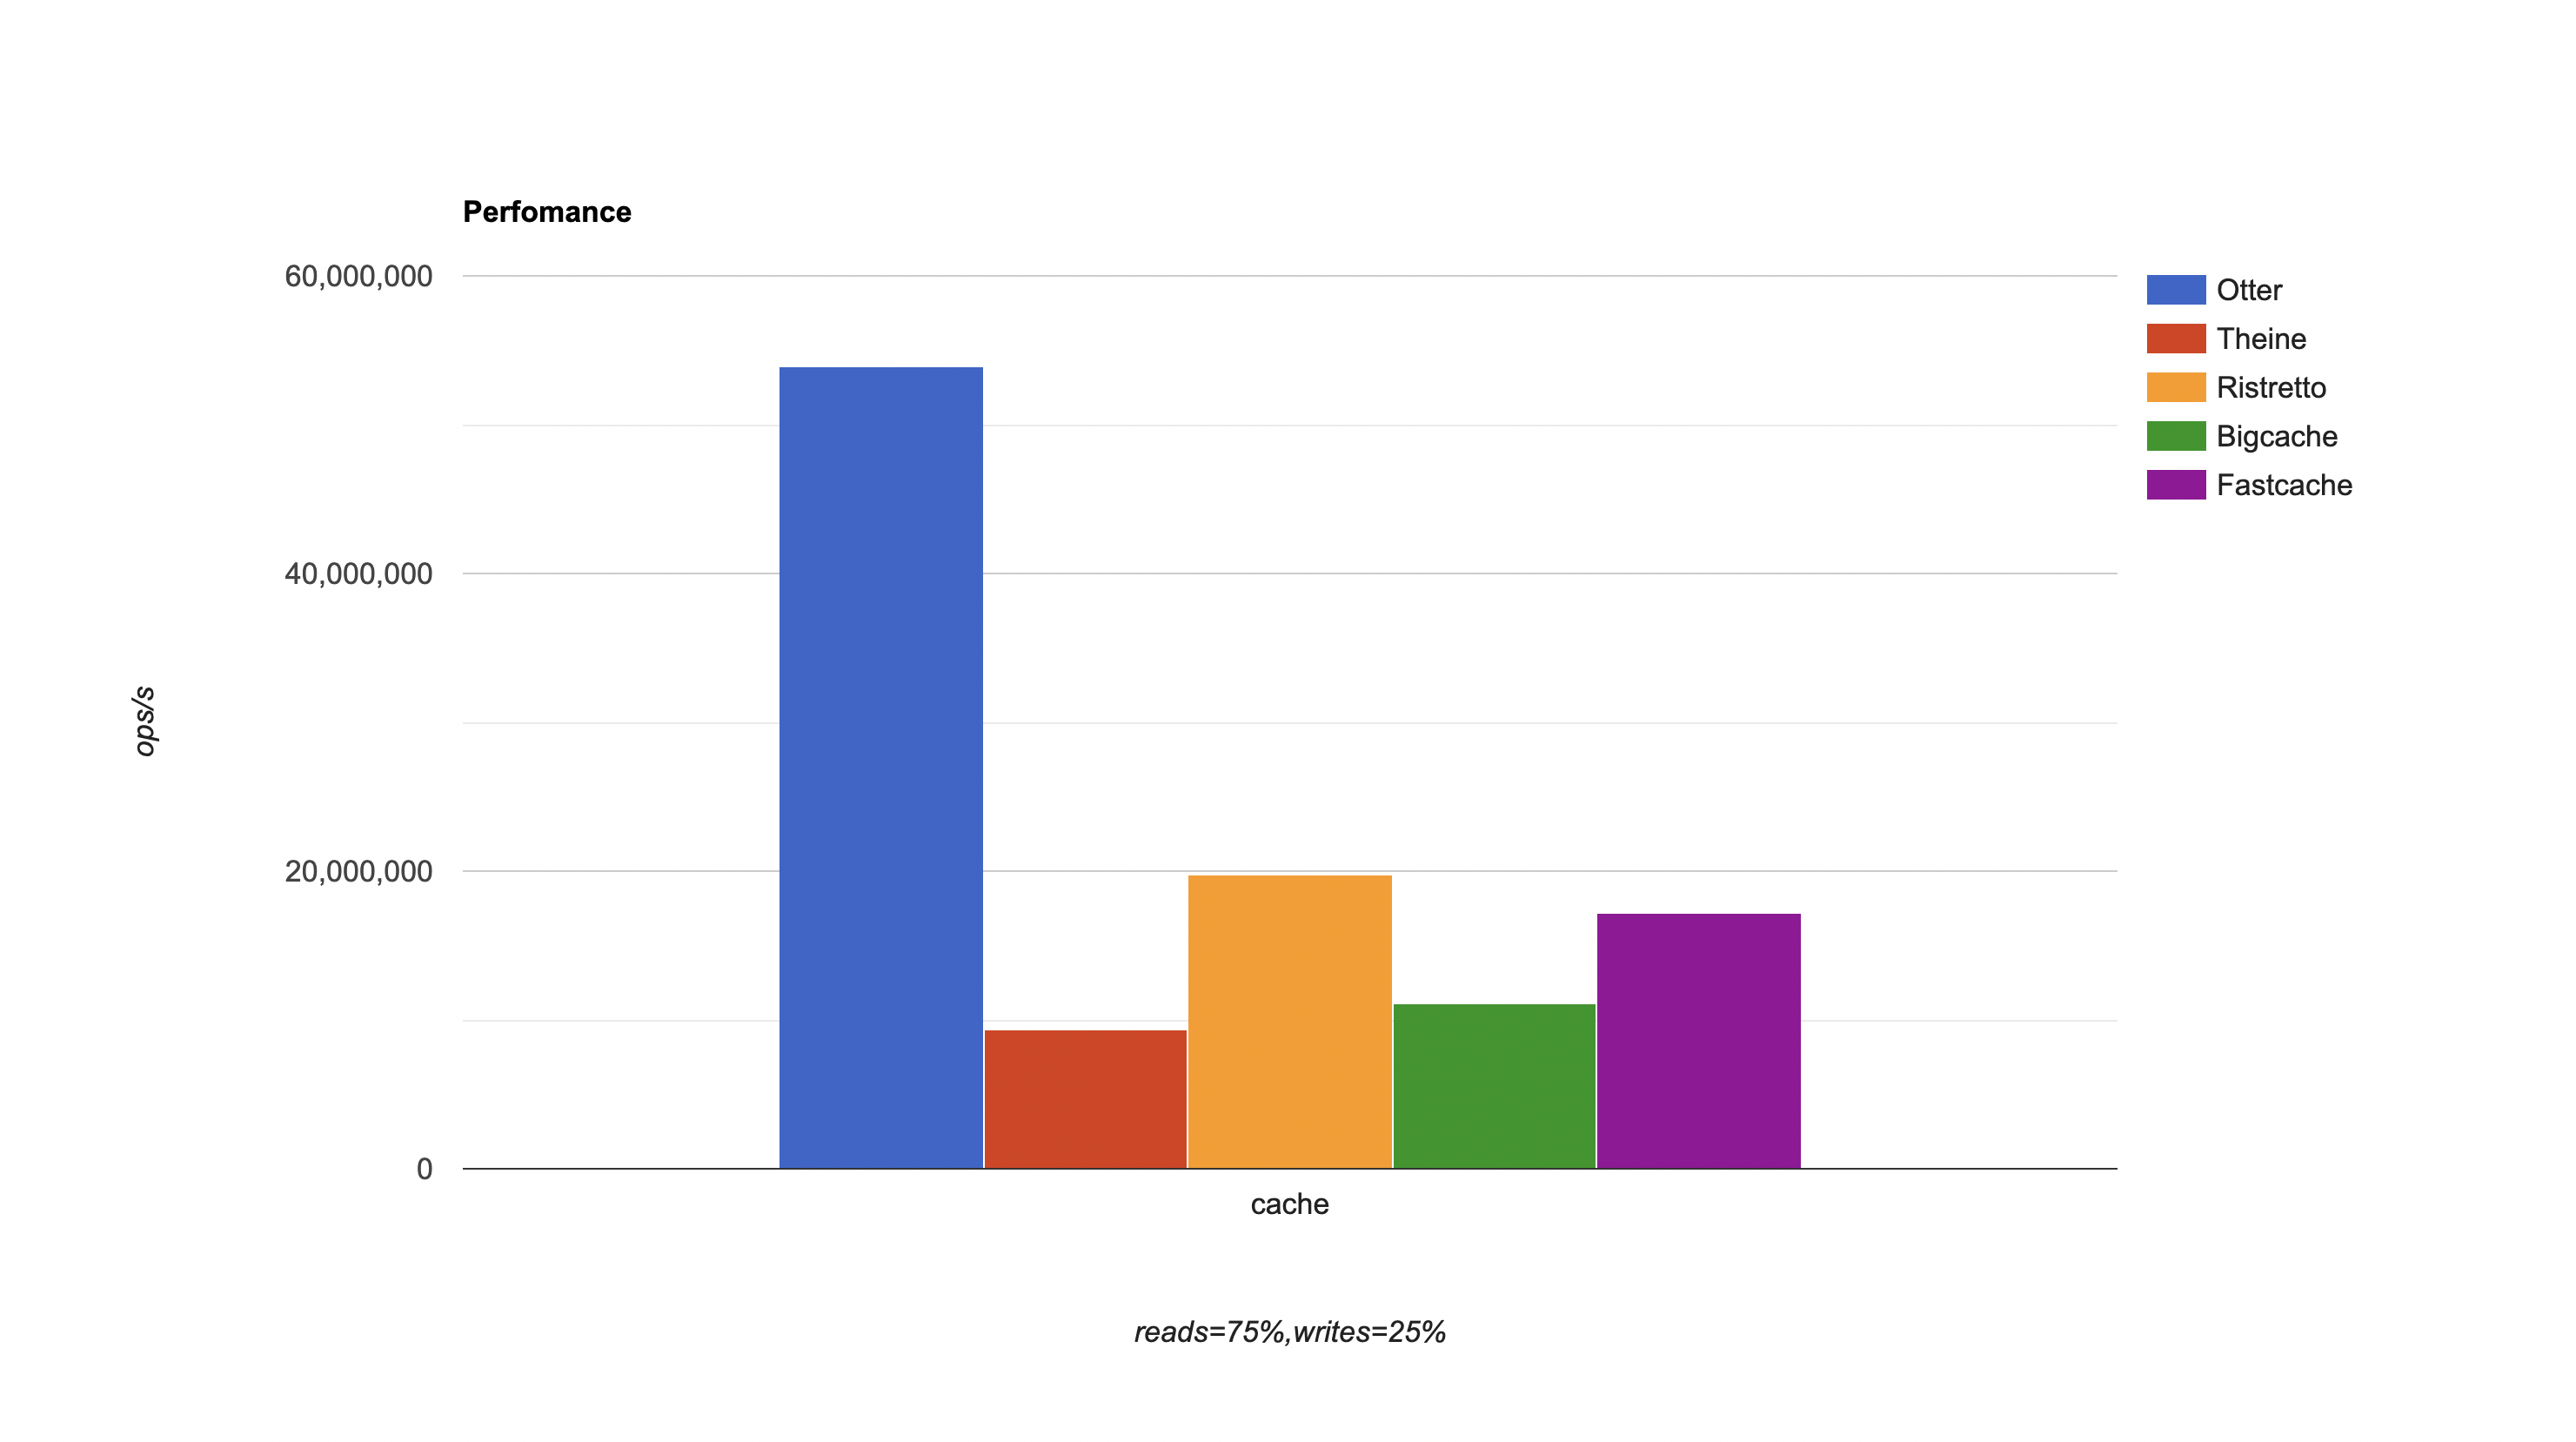 Perfomance
60,000,000
40,000,000
20,000,000
0
ops/s
cache
reads=75%,writes=25%
Otter
Theine
Ristretto
Bigcache
Fastcache